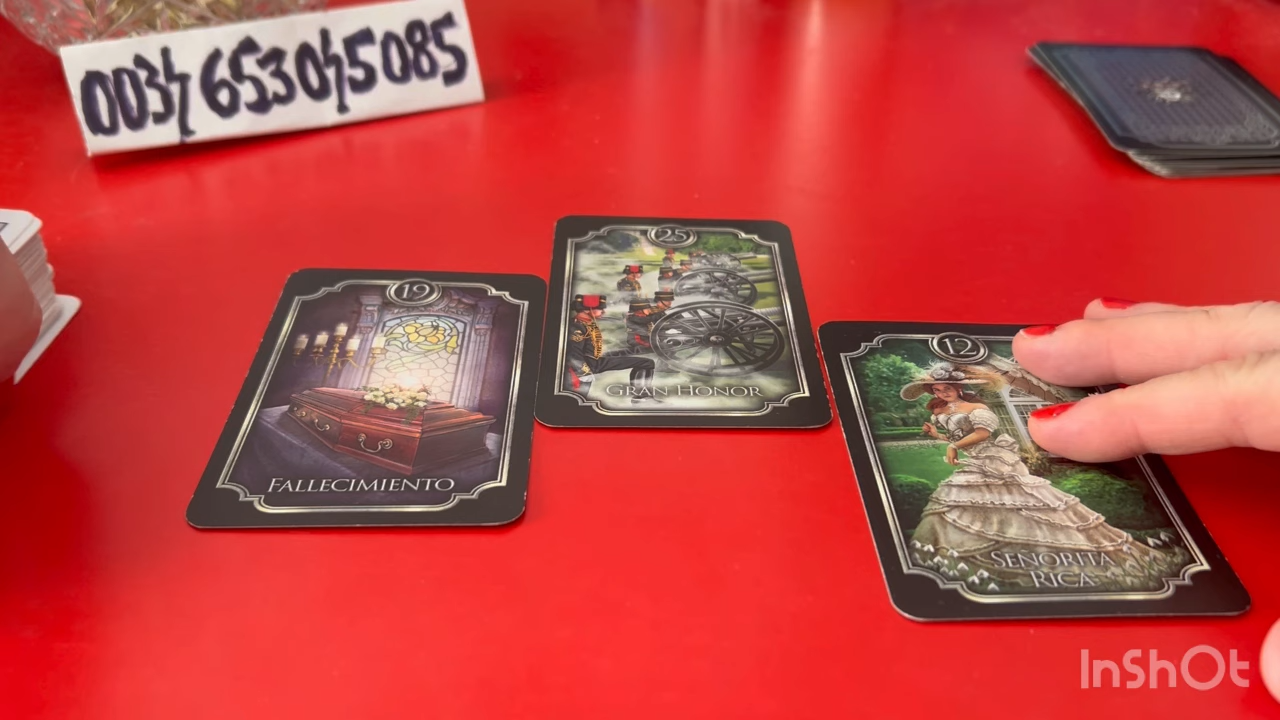 0034653045085
19
FALLECIMIENTO
25
GRAN HONOR
12
SEÑORITA
RICA
InShOt